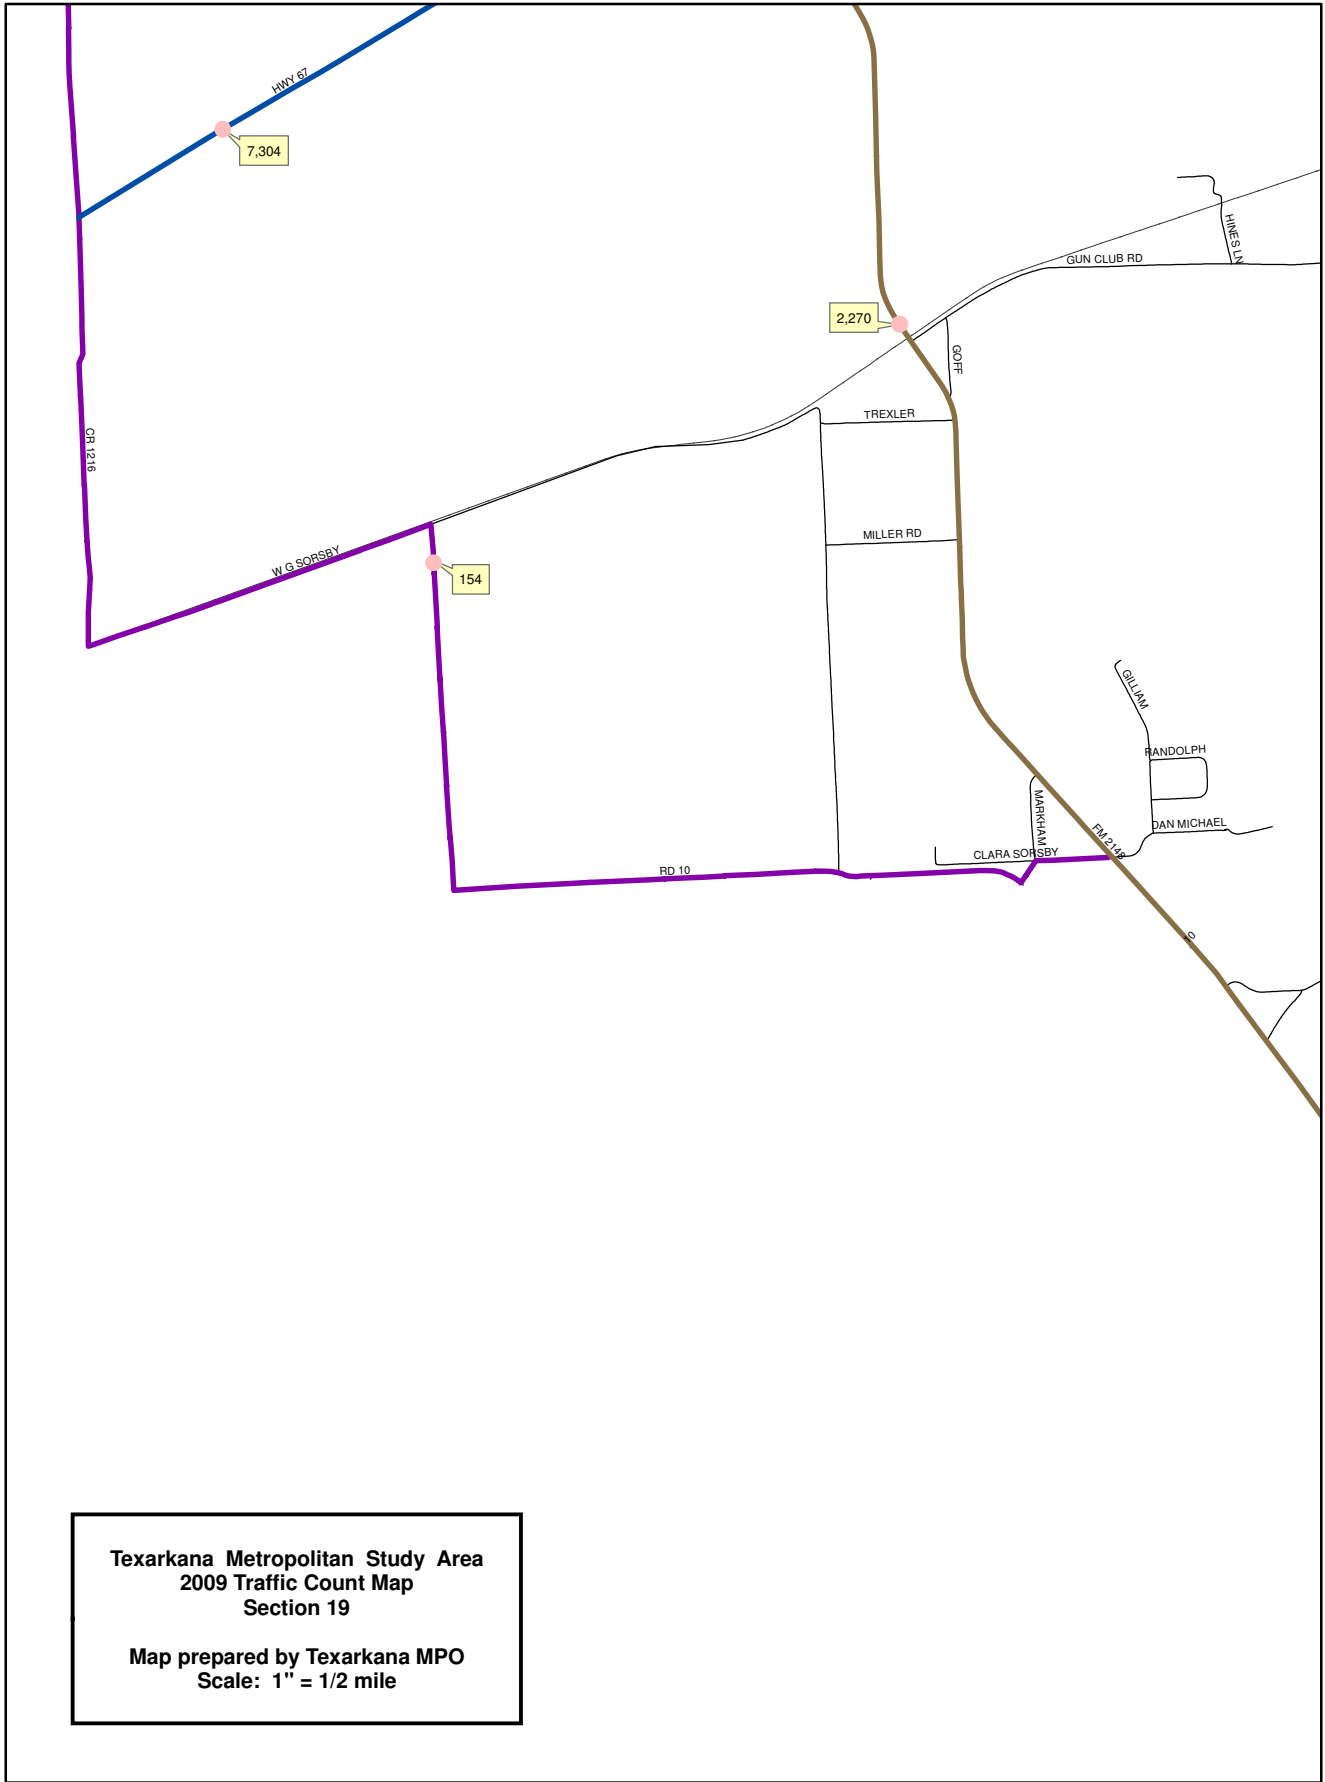 HWY 67
7,304
HINES LN
GUN CLUB RD
2,270
GOFF
TREXLER
CR 1216
MILLER RD
W G SORSBY
154
GILLIAM
RANDOLPH
MARKHAM
DAN MICHAEL
FM 2148
CLARA SORSBY
RD 10
Texarkana Metropolitan Study Area
2009 Traffic Count Map
Section 19
Map prepared by Texarkana MPO
Scale: 1" = 1/2 mile